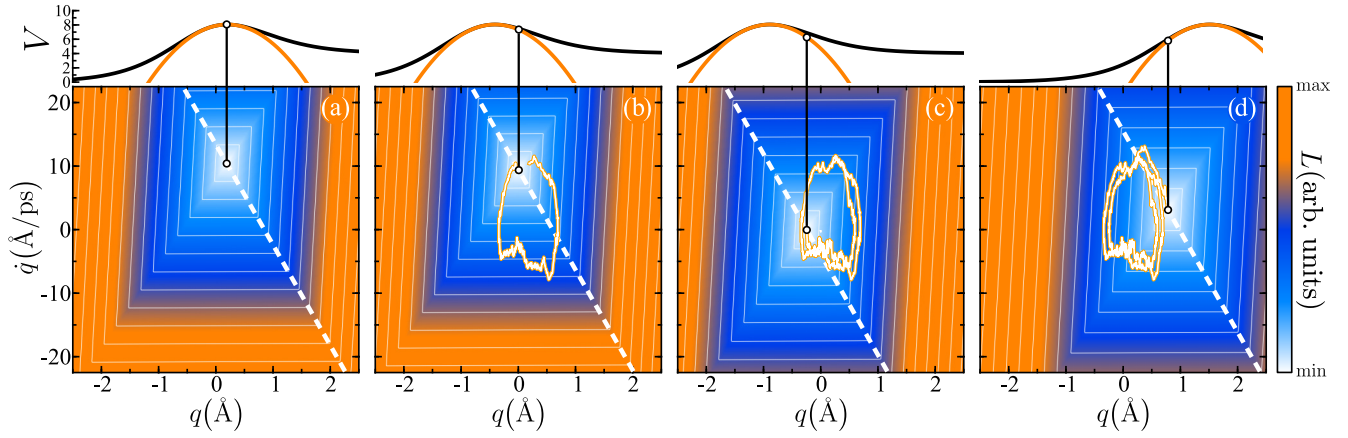 V
10
8
6
4
2
0
(a) (b) (c) (d)
q̇(Å/ps)
20
10
0
-10
-20
-2 -1 0 1 2
-2 -1 0 1 2
-2 -1 0 1 2
-2 -1 0 1 2
q(Å) q(Å) q(Å) q(Å)
max
L(arb. units)
min